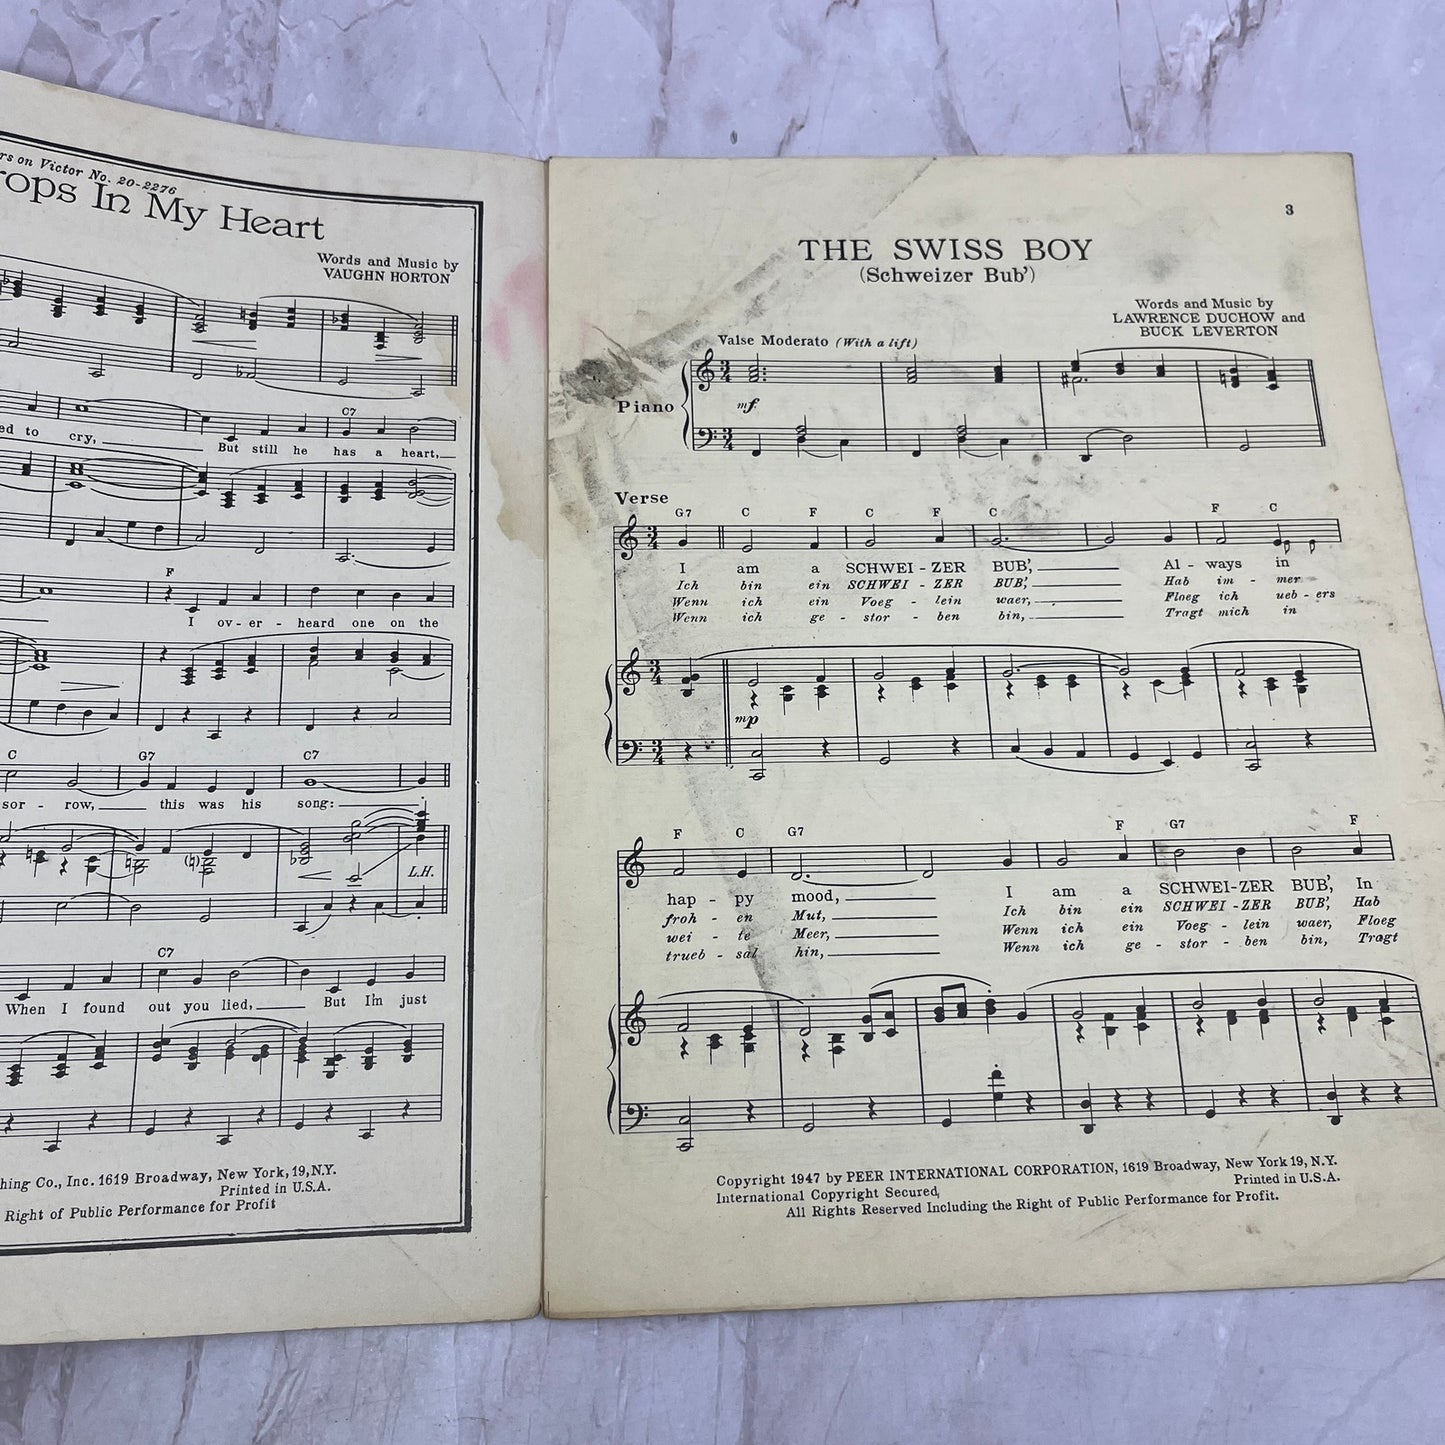 rs on Victor No. 20-2276
rops In My Heart
Words and Music by
VAUGHN HORTON
C7
ed to cry, But still he has a heart,
F
I ov - er - heard one on the
C G7 C7
sor - row, this was his song:
L.H.
C7
When I found out you lied, But I'm just
hing Co., Inc. 1619 Broadway, New York, 19, N.Y.
Printed in U.S.A.
Right of Public Performance for Profit
3
THE SWISS BOY
(Schweizer Bub')
Words and Music by
LAWRENCE DUCHOW and
BUCK LEVERTON
Valse Moderato (With a lift)
Piano
mf
Verse
G7 C F C F C F C
I am a SCHWEI - ZER BUB', Al - ways in
Ich bin ein SCHWEI - ZER BUB', Hab im - mer
Wenn ich ein Voeg - lein waer, Floeg ich ueb - ers
Wenn ich ge - stor - ben bin, Tragt mich in
mp
F C G7 F G7 F
hap - py mood, I am a SCHWEI-ZER BUB', In
froh - en Mut, Ich bin ein SCHWEI - ZER BUB', Hab
wei - te Meer, Wenn ich ein Voeg - lein waer, Floeg
trueb - sal hin, Wenn ich ge - stor - ben bin, Tragt
Copyright 1947 by PEER INTERNATIONAL CORPORATION, 1619 Broadway, New York 19, N.Y.
International Copyright Secured, Printed in U.S.A.
All Rights Reserved Including the Right of Public Performance for Profit.